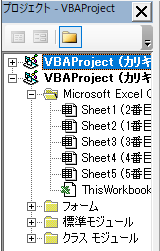 プロジェクト - VBAProject
VBAProject (カリキ
VBAProject (カリキ
Microsoft Excel O
Sheet1 (2番目
Sheet2 (1番目
Sheet3 (3番目
Sheet4 (4番目
Sheet5 (5番目
ThisWorkbook
フォーム
標準モジュール
クラス モジュール